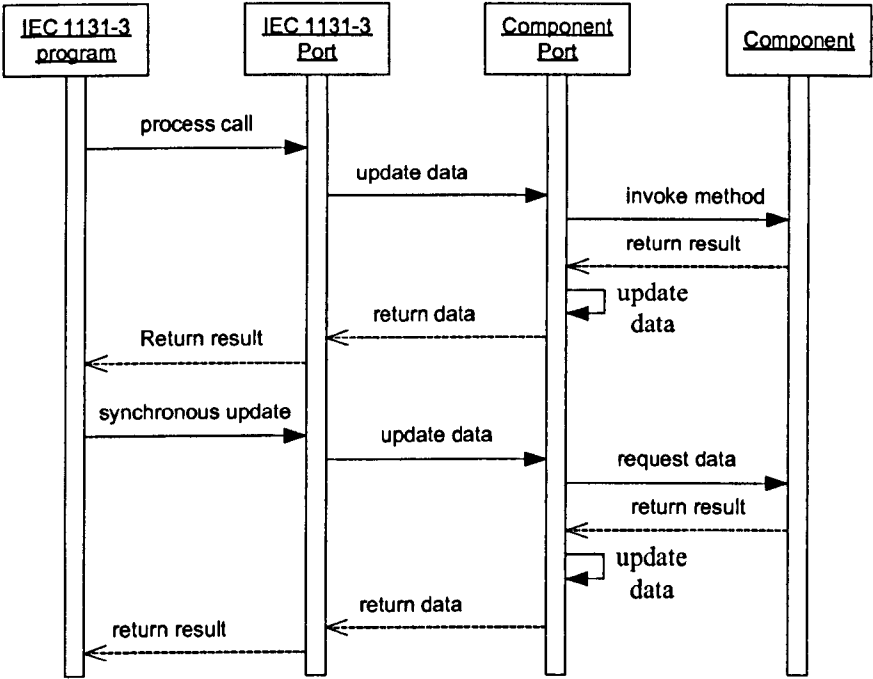 IEC 1131-3
program
IEC 1131-3
Port
Component
Port
Component
process call
update data
invoke method
return result
update
data
return data
Return result
synchronous update
update data
request data
return result
update
data
return data
return result